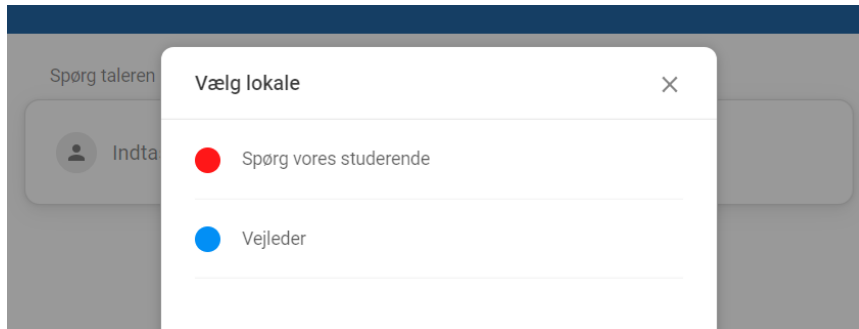 Spørg taleren
Vælg lokale
Indta
Spørg vores studerende
Vejleder